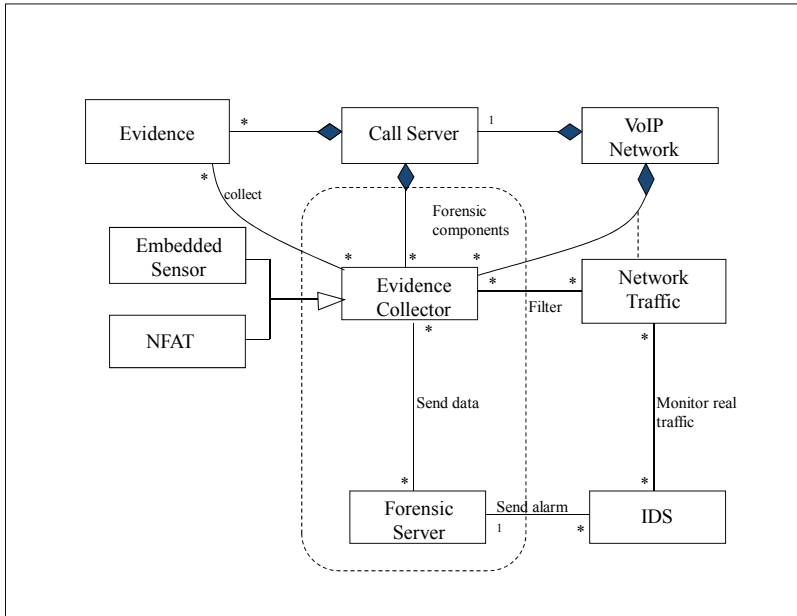 Evidence
*
Call Server
1
VoIP
Network
*
collect
Forensic
components
Embedded
Sensor
*
*
*
Evidence
Collector
*
*
Filter
Network
Traffic
NFAT
*
*
Send data
Monitor real
traffic
*
*
Forensic
Server
Send alarm
1
*
IDS